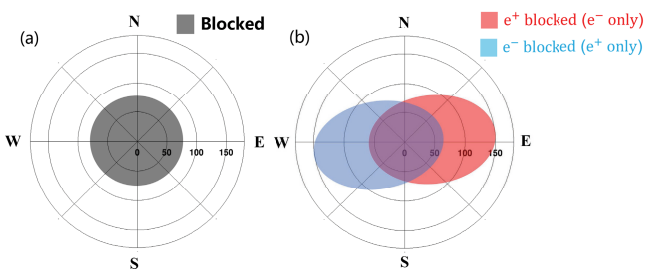 (a)
N
Blocked
W
E
0 50 100 150
S
(b)
N
e⁺ blocked (e⁻ only)
e⁻ blocked (e⁺ only)
W
E
0 50 100 150
S